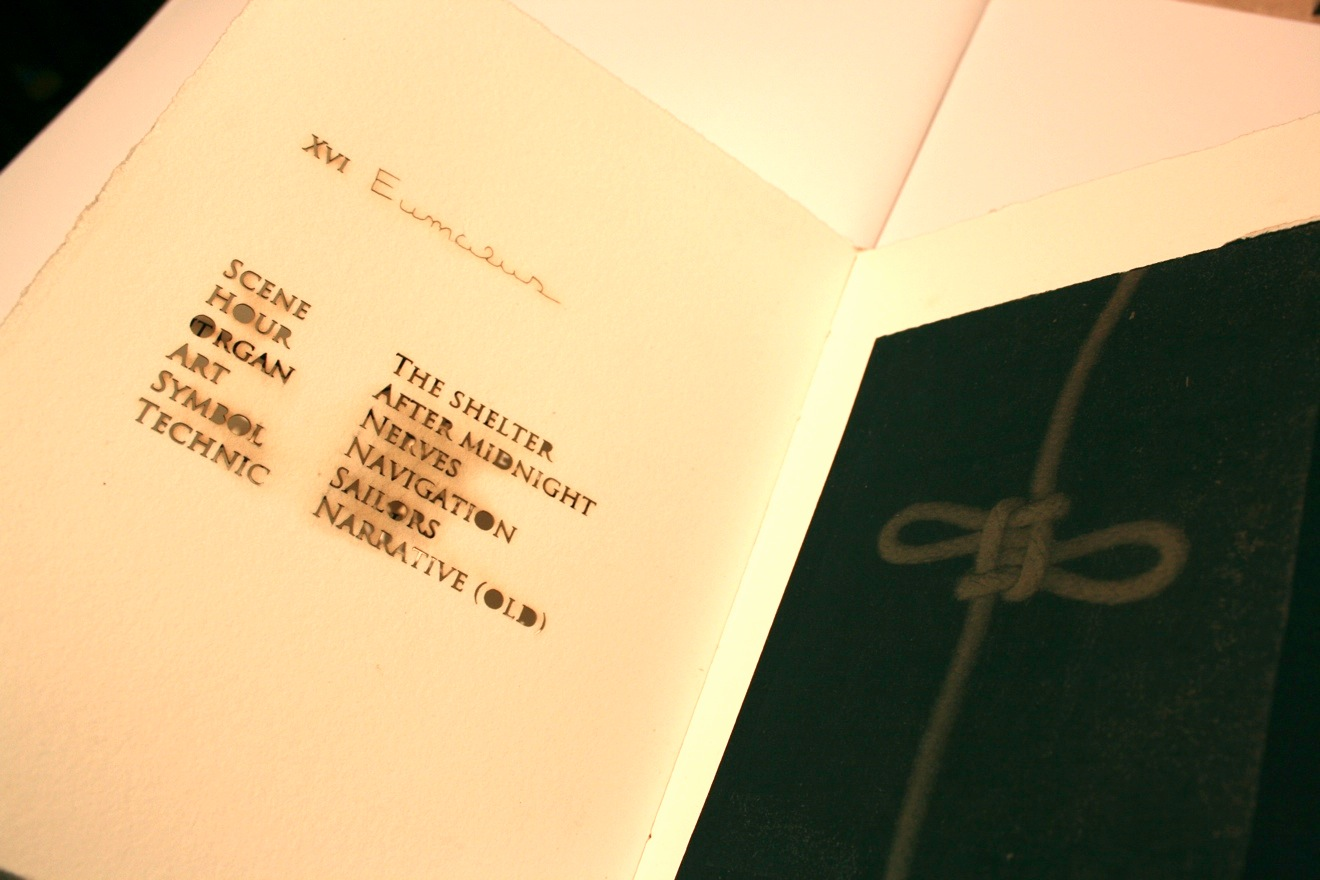 XVI Eumaeus
SCENE
HOUR
ORGAN
ART
SYMBOL
TECHNIC
THE SHELTER
AFTER MIDNIGHT
NERVES
NAVIGATION
SAILORS
NARRATIVE (OLD)